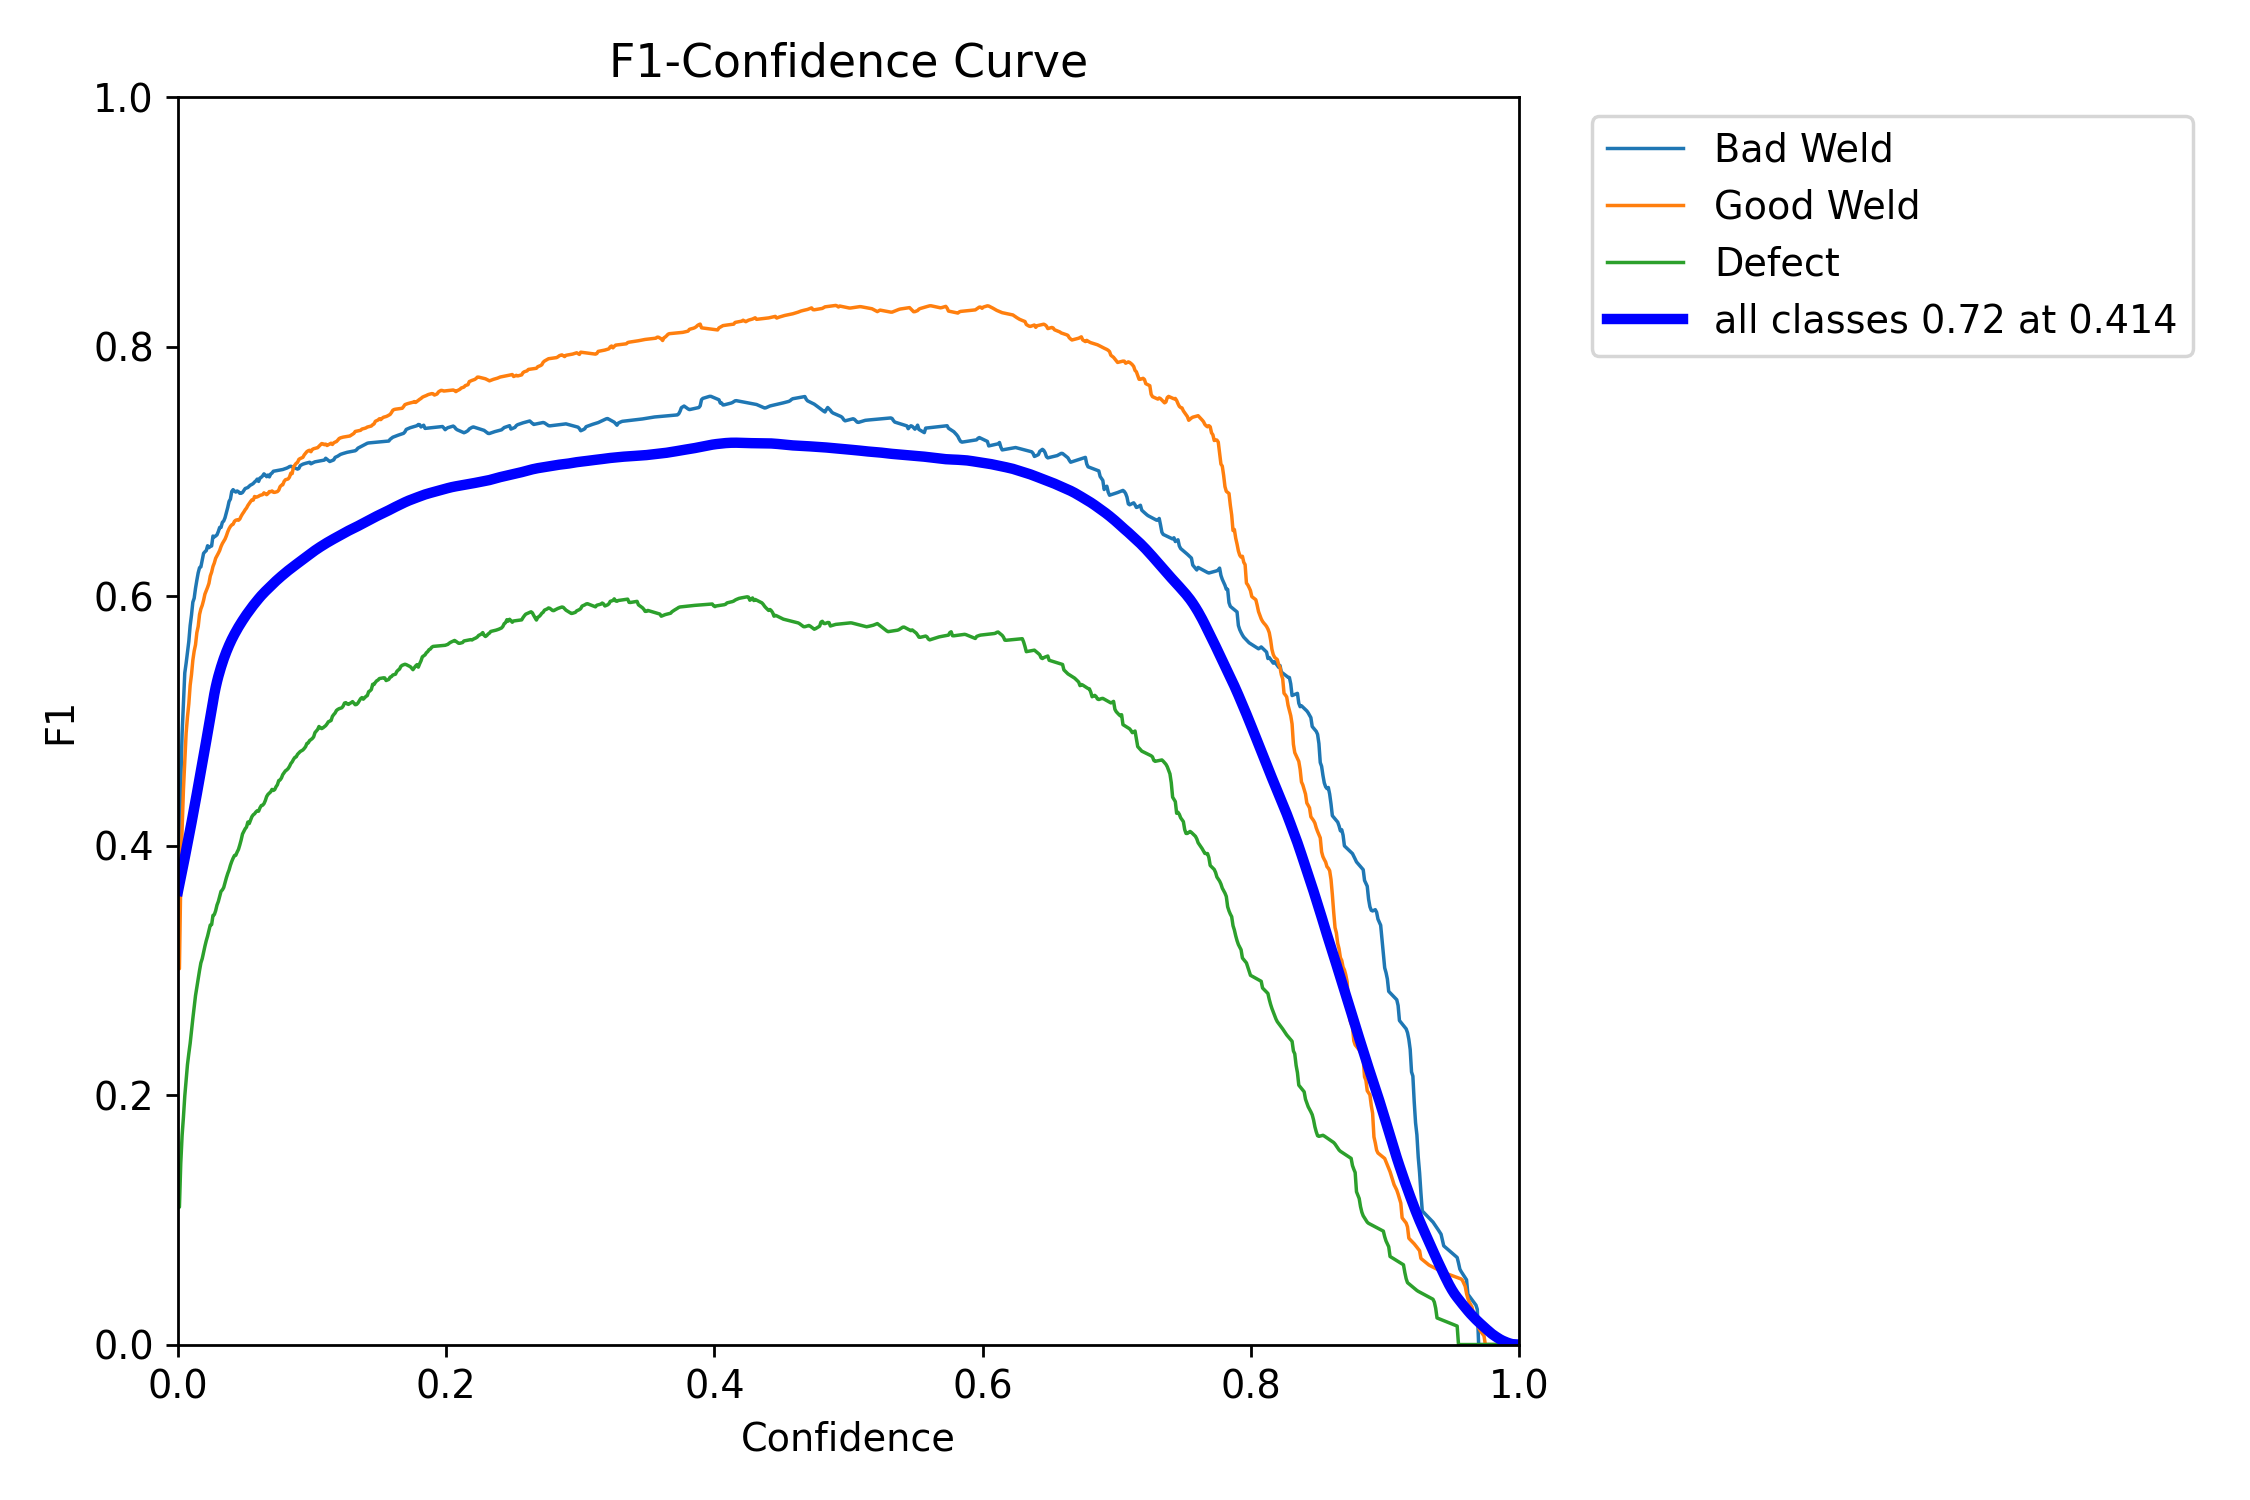 F1-Confidence Curve
1.0
0.8
0.6
0.4
0.2
0.0
F1
0.0 0.2 0.4 0.6 0.8 1.0
Confidence
Bad Weld
Good Weld
Defect
all classes 0.72 at 0.414